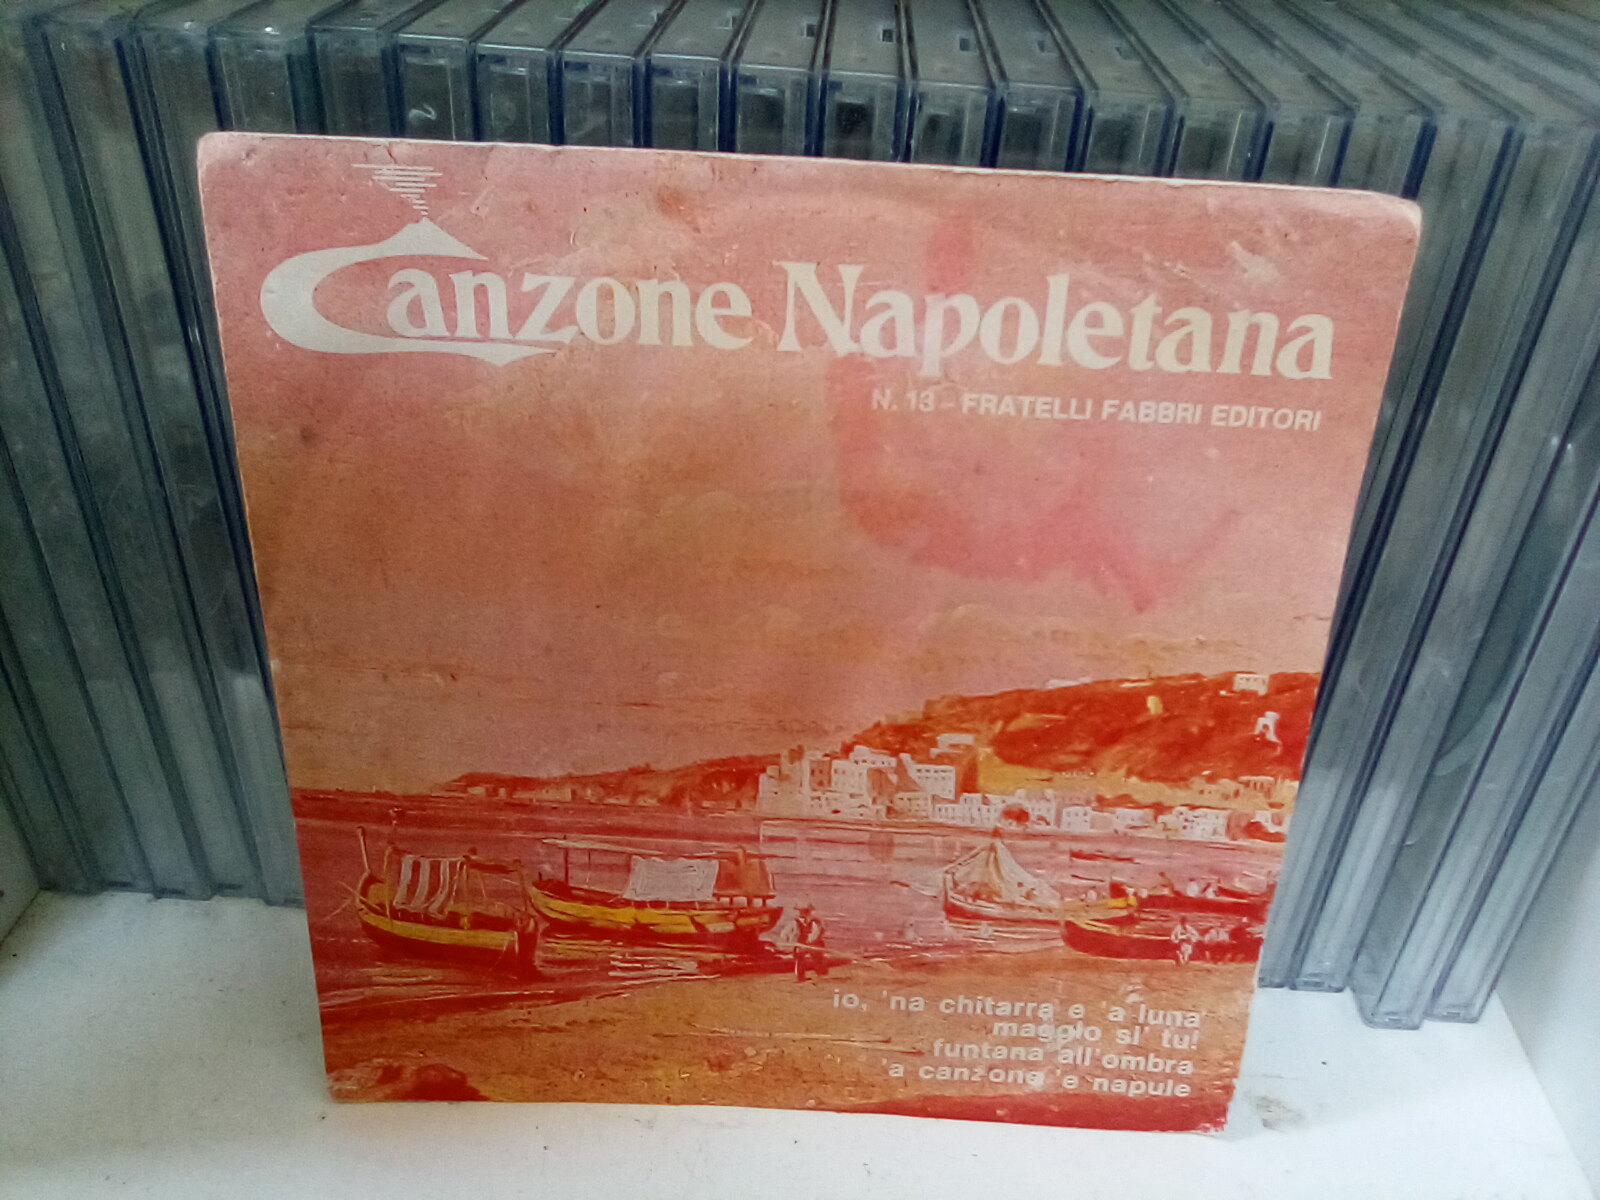 Canzone Napoletana
N. 13 - FRATELLI FABBRI EDITORI
io, 'na chitarra e 'a luna
maggio si' tu!
funtana all'ombra
'a canzone 'e napule